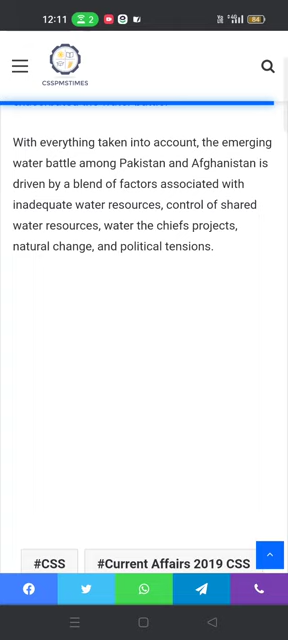 12:11
2
84
CSSPMSTIMES
With everything taken into account, the emerging
water battle among Pakistan and Afghanistan is
driven by a blend of factors associated with
inadequate water resources, control of shared
water resources, water the chiefs projects,
natural change, and political tensions.
#CSS
#Current Affairs 2019 CSS